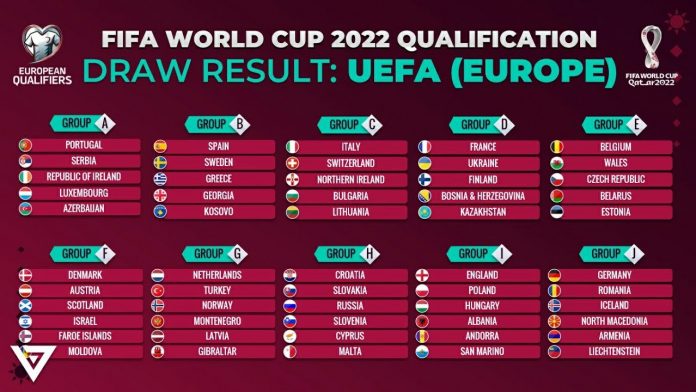 FIFA WORLD CUP 2022 QUALIFICATION
DRAW RESULT: UEFA (EUROPE)
EUROPEAN
QUALIFIERS
FIFA WORLD CUP
Qatar2022
GROUP A
PORTUGAL
SERBIA
REPUBLIC OF IRELAND
LUXEMBOURG
AZERBAIJAN
GROUP B
SPAIN
SWEDEN
GREECE
GEORGIA
KOSOVO
GROUP C
ITALY
SWITZERLAND
NORTHERN IRELAND
BULGARIA
LITHUANIA
GROUP D
FRANCE
UKRAINE
FINLAND
BOSNIA & HERZEGOVINA
KAZAKHSTAN
GROUP E
BELGIUM
WALES
CZECH REPUBLIC
BELARUS
ESTONIA
GROUP F
DENMARK
AUSTRIA
SCOTLAND
ISRAEL
FAROE ISLANDS
MOLDOVA
GROUP G
NETHERLANDS
TURKEY
NORWAY
MONTENEGRO
LATVIA
GIBRALTAR
GROUP H
CROATIA
SLOVAKIA
RUSSIA
SLOVENIA
CYPRUS
MALTA
GROUP I
ENGLAND
POLAND
HUNGARY
ALBANIA
ANDORRA
SAN MARINO
GROUP J
GERMANY
ROMANIA
ICELAND
NORTH MACEDONIA
ARMENIA
LIECHTENSTEIN